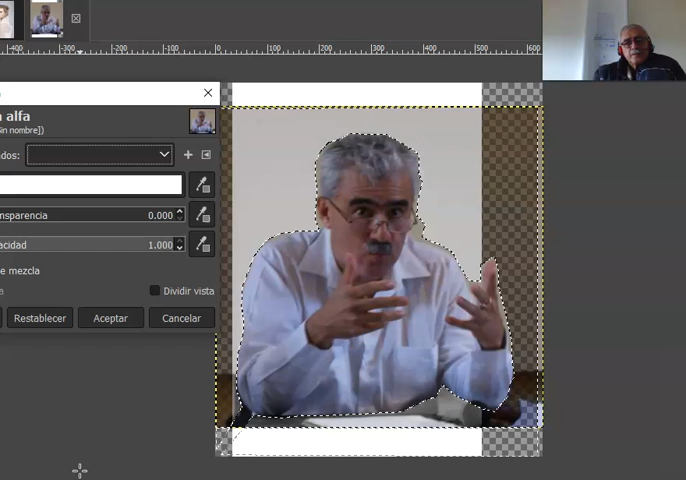 -400 -300 -200 -100 0 100 200 300 400 500 600
alfa
in nombre])
dos:
nsparencia 0.000
acidad 1.000
e mezcla
Dividir vista
Restablecer Aceptar Cancelar